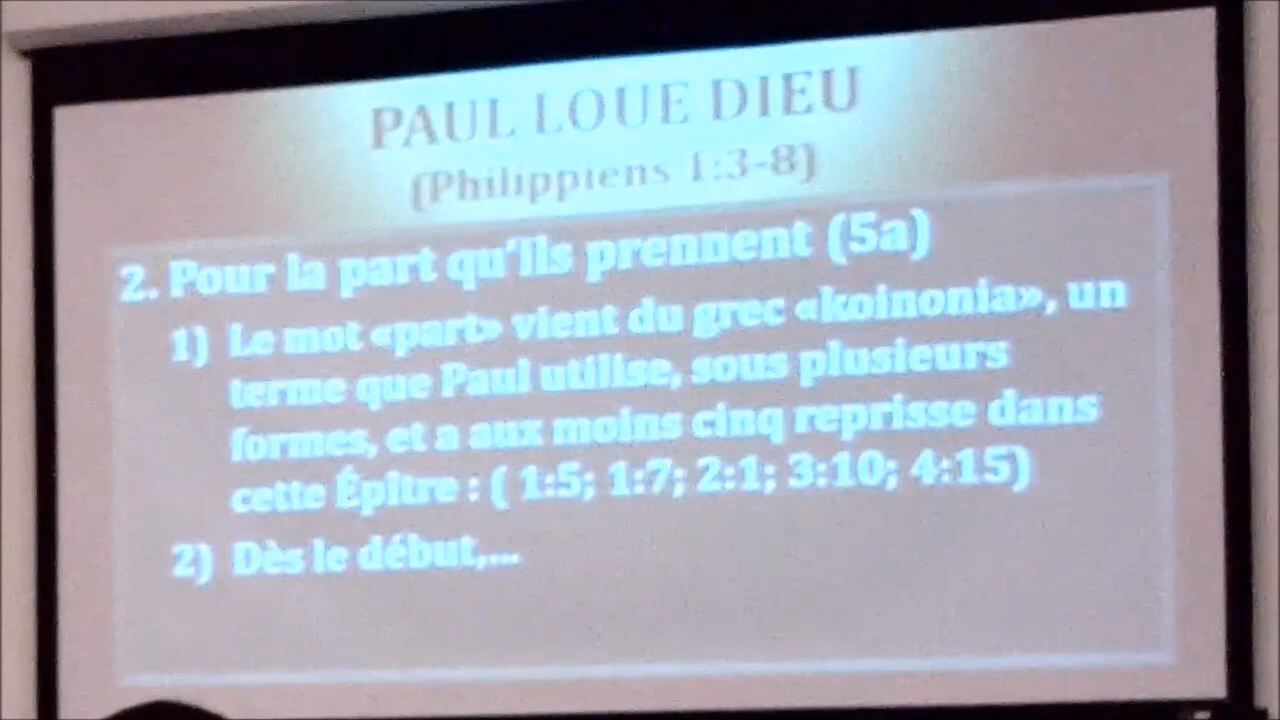 PAUL LOUE DIEU
(Philippiens 1:3-8)
2. Pour la part qu'ils prennent (5a)
1) Le mot «part» vient du grec «koinonia», un
terme que Paul utilise, sous plusieurs
formes, et a aux moins cinq reprisse dans
cette Épître : ( 1:5; 1:7; 2:1; 3:10; 4:15)
2) Dès le début,...